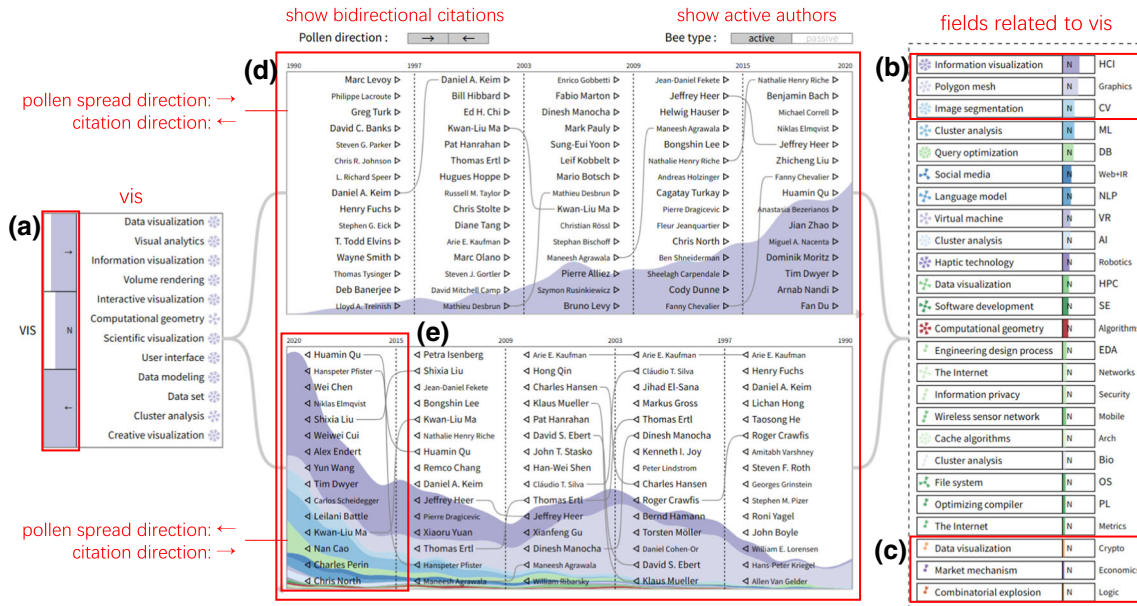 show bidirectional citations
show active authors
fields related to vis
Pollen direction : → ←
Bee type : active passive
(d)
1990 1997 2003 2009 2015 2020
Marc Levoy
Philippe Lacroute
Greg Turk
David C. Banks
Steven G. Parker
Chris R. Johnson
L. Richard Speer
Daniel A. Keim
Henry Fuchs
Stephen G. Eick
T. Todd Elvins
Wayne Smith
Thomas Tysinger
Deb Banerjee
Lloyd A. Treinish
Daniel A. Keim
Bill Hibbard
Ed H. Chi
Kwan-Liu Ma
Pat Hanrahan
Thomas Ertl
Hugues Hoppe
Russell M. Taylor
Chris Stolte
Diane Tang
Arie E. Kaufman
Marc Olano
Steven J. Gortler
David Mitchell Camp
Mathieu Desbrun
Enrico Gobbetti
Fabio Marton
Dinesh Manocha
Mark Pauly
Sung-Eui Yoon
Leif Kobbelt
Mario Botsch
Mathieu Desbrun
Kwan-Liu Ma
Christian Rössl
Stephan Bischoff
Maneesh Agrawala
Pierre Alliez
Szymon Rusinkiewicz
Bruno Levy
Jean-Daniel Fekete
Jeffrey Heer
Helwig Hauser
Maneesh Agrawala
Bongshin Lee
Nathalie Henry Riche
Andreas Holzinger
Cagatay Turkay
Pierre Dragicevic
Fleur Jeanquartier
Chris North
Ben Shneiderman
Sheelagh Carpendale
Cody Dunne
Fanny Chevalier
Nathalie Henry Riche
Benjamin Bach
Michael Correll
Niklas Elmqvist
Jeffrey Heer
Zhicheng Liu
Fanny Chevalier
Huamin Qu
Anastasia Bezerianos
Jian Zhao
Miguel A. Nacenta
Dominik Moritz
Tim Dwyer
Arnab Nandi
Fan Du
pollen spread direction: →
citation direction: ←
vis
(a)
VIS
→
N
←
Data visualization
Visual analytics
Information visualization
Volume rendering
Interactive visualization
Computational geometry
Scientific visualization
User interface
Data modeling
Data set
Cluster analysis
Creative visualization
(e)
2020 2015 2009 2003 1997 1990
Huamin Qu
Hanspeter Pfister
Wei Chen
Niklas Elmqvist
Shixia Liu
Weiwei Cui
Alex Endert
Yun Wang
Tim Dwyer
Carlos Scheidegger
Leilani Battle
Kwan-Liu Ma
Nan Cao
Charles Perin
Chris North
Petra Isenberg
Shixia Liu
Jean-Daniel Fekete
Bongshin Lee
Kwan-Liu Ma
Nathalie Henry Riche
Huamin Qu
Remco Chang
Daniel A. Keim
Jeffrey Heer
Pierre Dragicevic
Xiaoru Yuan
Thomas Ertl
Hanspeter Pfister
Maneesh Agrawala
Arie E. Kaufman
Hong Qin
Charles Hansen
Klaus Mueller
Pat Hanrahan
David S. Ebert
John T. Stasko
Han-Wei Shen
Cláudio T. Silva
Thomas Ertl
Jeffrey Heer
Xianfeng Gu
Dinesh Manocha
Maneesh Agrawala
William Ribarsky
Arie E. Kaufman
Cláudio T. Silva
Jihad El-Sana
Markus Gross
Thomas Ertl
Dinesh Manocha
Kenneth I. Joy
Peter Lindstrom
Charles Hansen
Roger Crawfis
Bernd Hamann
Torsten Möller
Daniel Cohen-Or
David S. Ebert
Klaus Mueller
Arie E. Kaufman
Henry Fuchs
Daniel A. Keim
Lichan Hong
Taosong He
Roger Crawfis
Amitabh Varshney
Steven F. Roth
Georges Grinstein
Stephen M. Pizer
Roni Yagel
John Boyle
William E. Lorensen
Hans-Peter Kriegel
Allen Van Gelder
pollen spread direction: ←
citation direction: →
(b)
Information visualization N HCI
Polygon mesh N Graphics
Image segmentation N CV
Cluster analysis N ML
Query optimization N DB
Social media N Web+IR
Language model N NLP
Virtual machine N VR
Cluster analysis N AI
Haptic technology N Robotics
Data visualization N HPC
Software development N SE
Computational geometry N Algorithm
Engineering design process N EDA
The Internet N Networks
Information privacy N Security
Wireless sensor network N Mobile
Cache algorithms N Arch
Cluster analysis N Bio
File system N OS
Optimizing compiler N PL
The Internet N Metrics
(c)
Data visualization N Crypto
Market mechanism N Economics
Combinatorial explosion N Logic